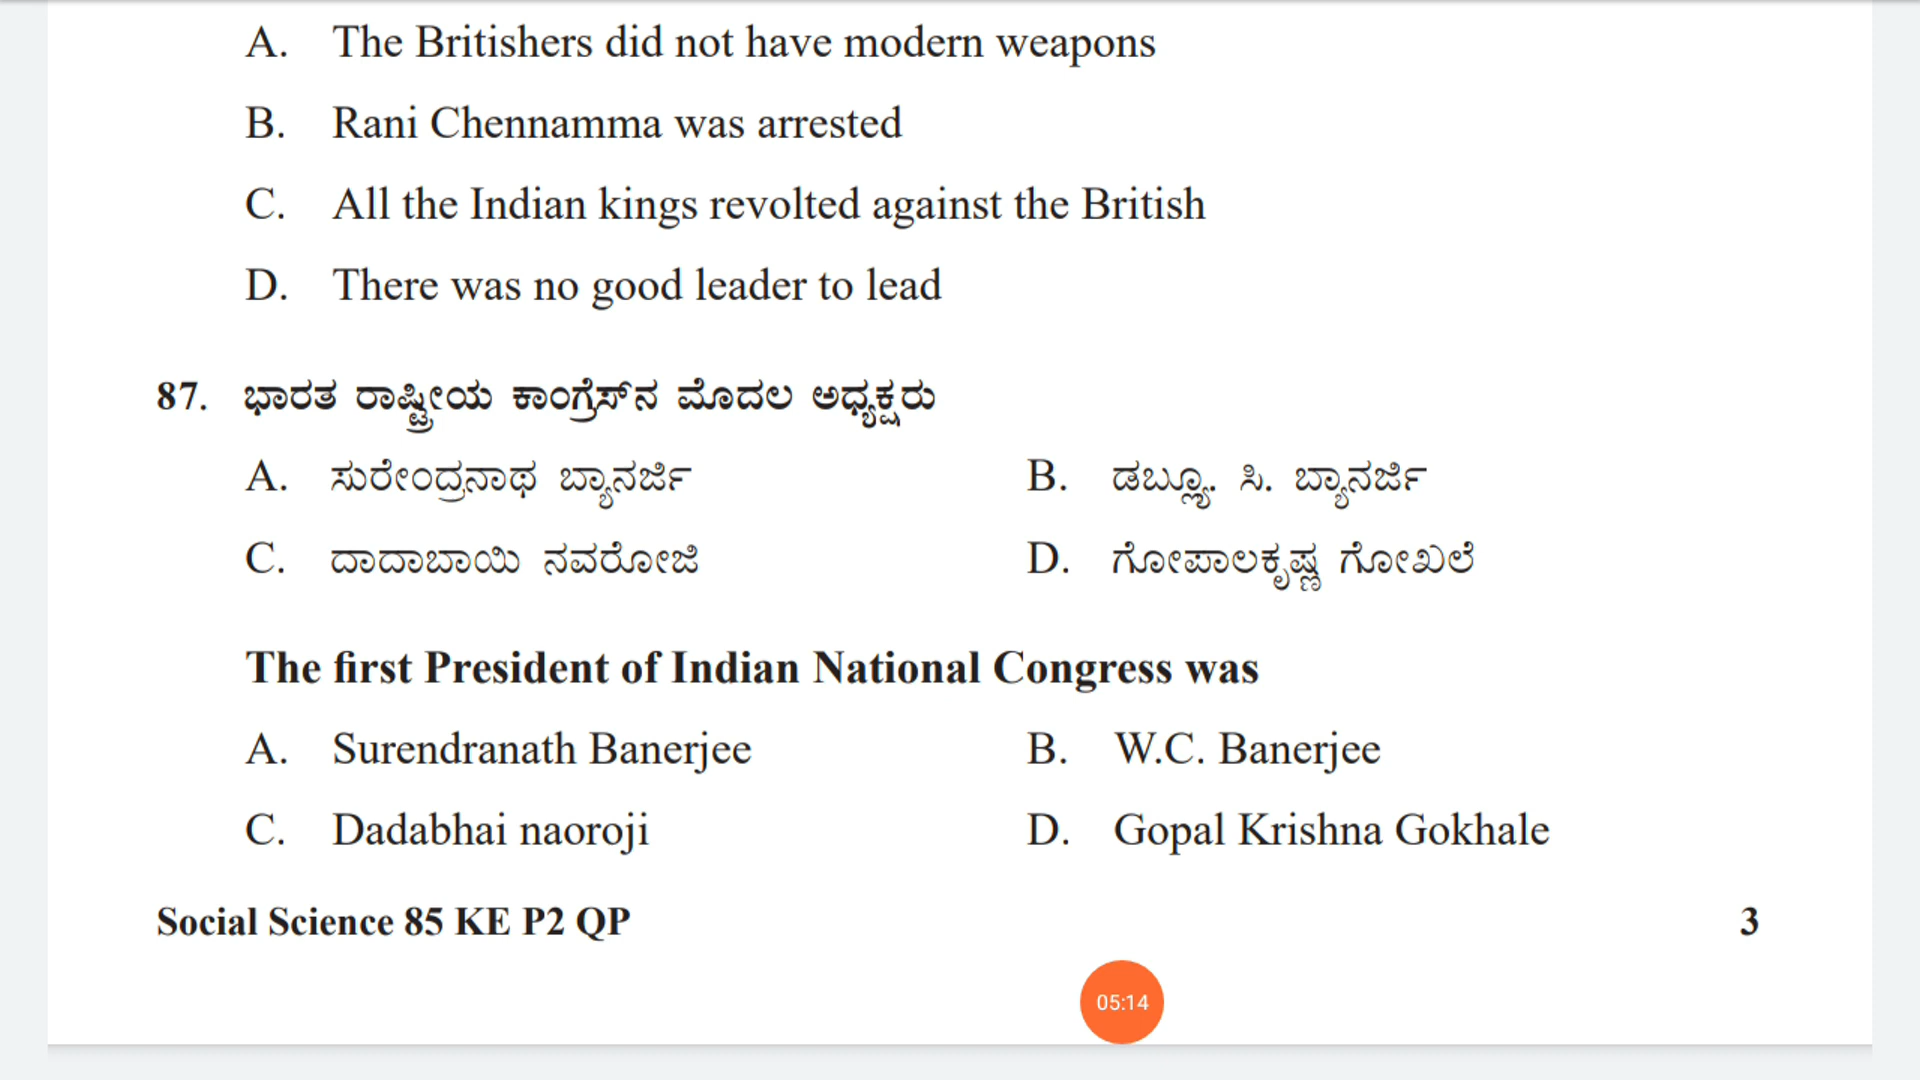 A. The Britishers did not have modern weapons
B. Rani Chennamma was arrested
C. All the Indian kings revolted against the British
D. There was no good leader to lead
87. ಭಾರತ ರಾಷ್ಟ್ರೀಯ ಕಾಂಗ್ರೆಸ್‌ನ ಮೊದಲ ಅಧ್ಯಕ್ಷರು
A. ಸುರೇಂದ್ರನಾಥ ಬ್ಯಾನರ್ಜಿ B. ಡಬ್ಲ್ಯೂ. ಸಿ. ಬ್ಯಾನರ್ಜಿ
C. ದಾದಾಬಾಯಿ ನವರೋಜಿ D. ಗೋಪಾಲಕೃಷ್ಣ ಗೋಖಲೆ
The first President of Indian National Congress was
A. Surendranath Banerjee B. W.C. Banerjee
C. Dadabhai naoroji D. Gopal Krishna Gokhale
Social Science 85 KE P2 QP 3
05:14